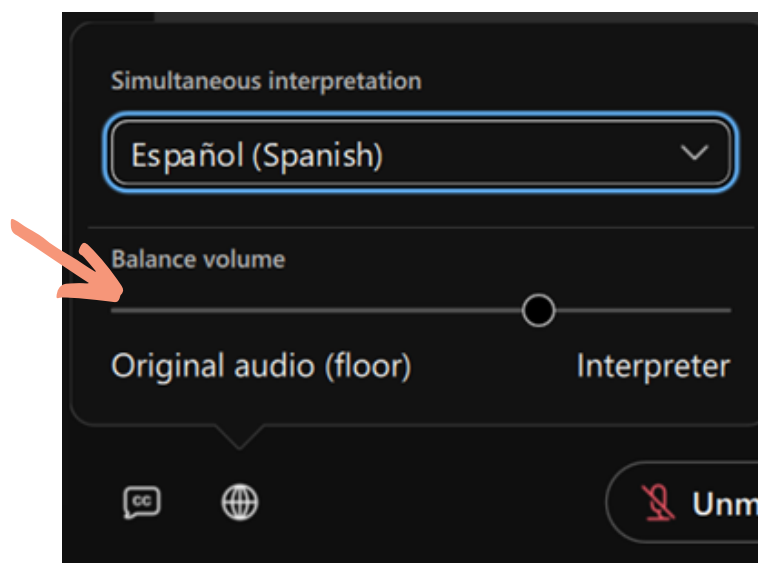 Simultaneous interpretation
Español (Spanish)
Balance volume
Original audio (floor) Interpreter
CC Unm